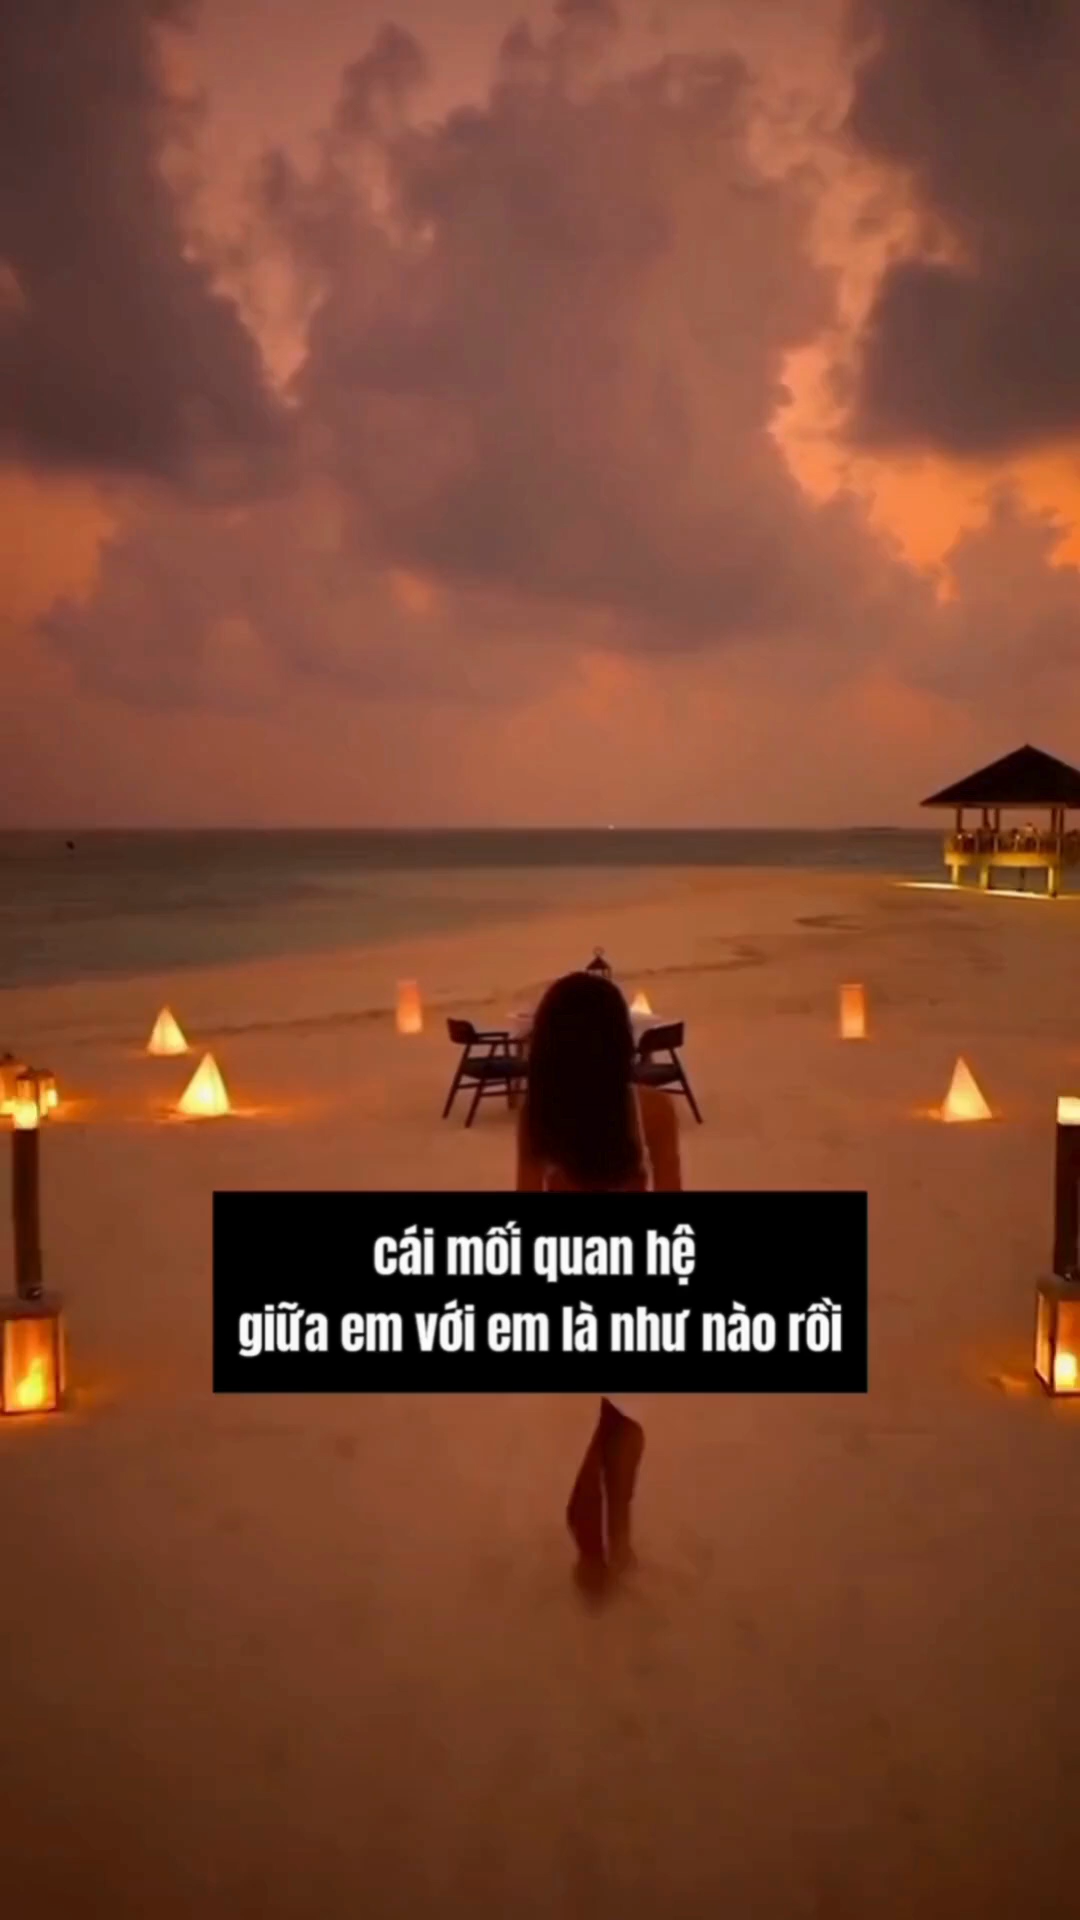 cái mối quan hệ
giữa em với em là như nào rồi